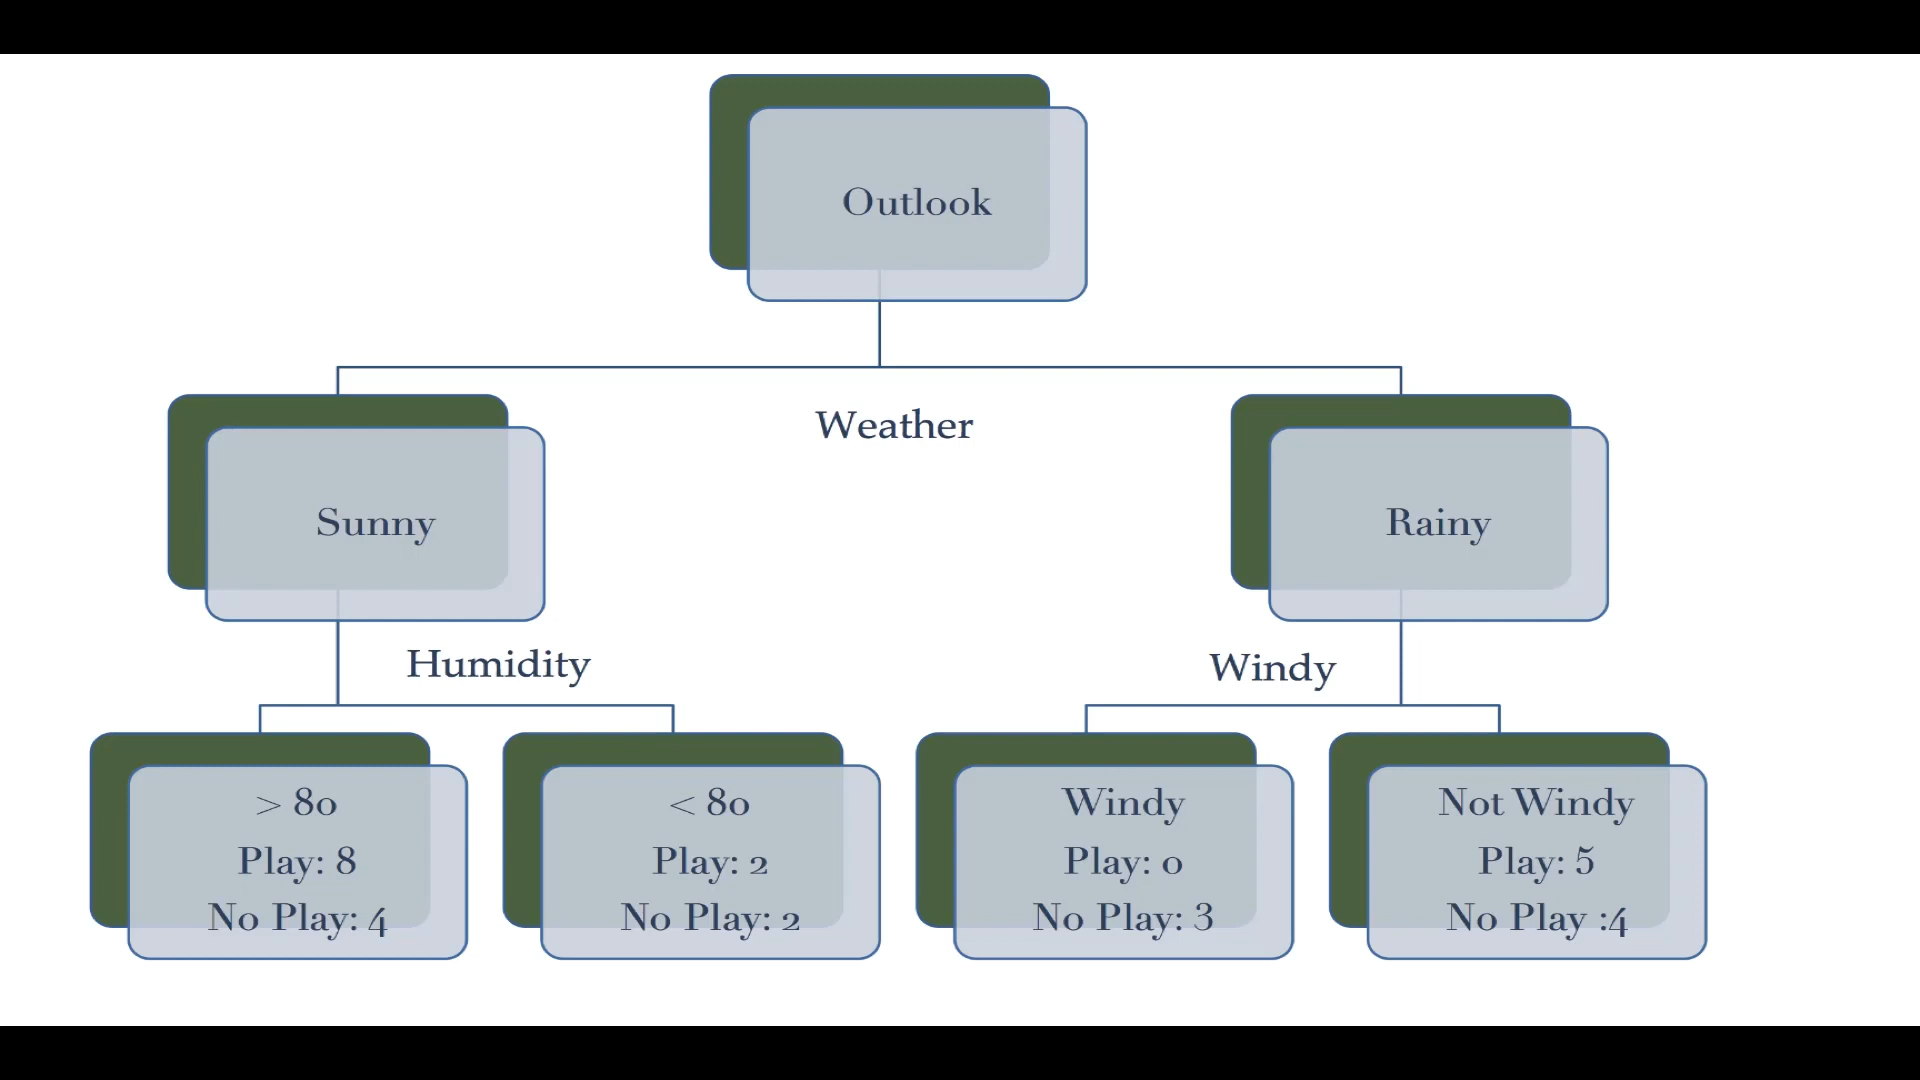 Outlook
Weather
Sunny
Rainy
Humidity
Windy
> 80
Play: 8
No Play: 4
< 80
Play: 2
No Play: 2
Windy
Play: 0
No Play: 3
Not Windy
Play: 5
No Play :4